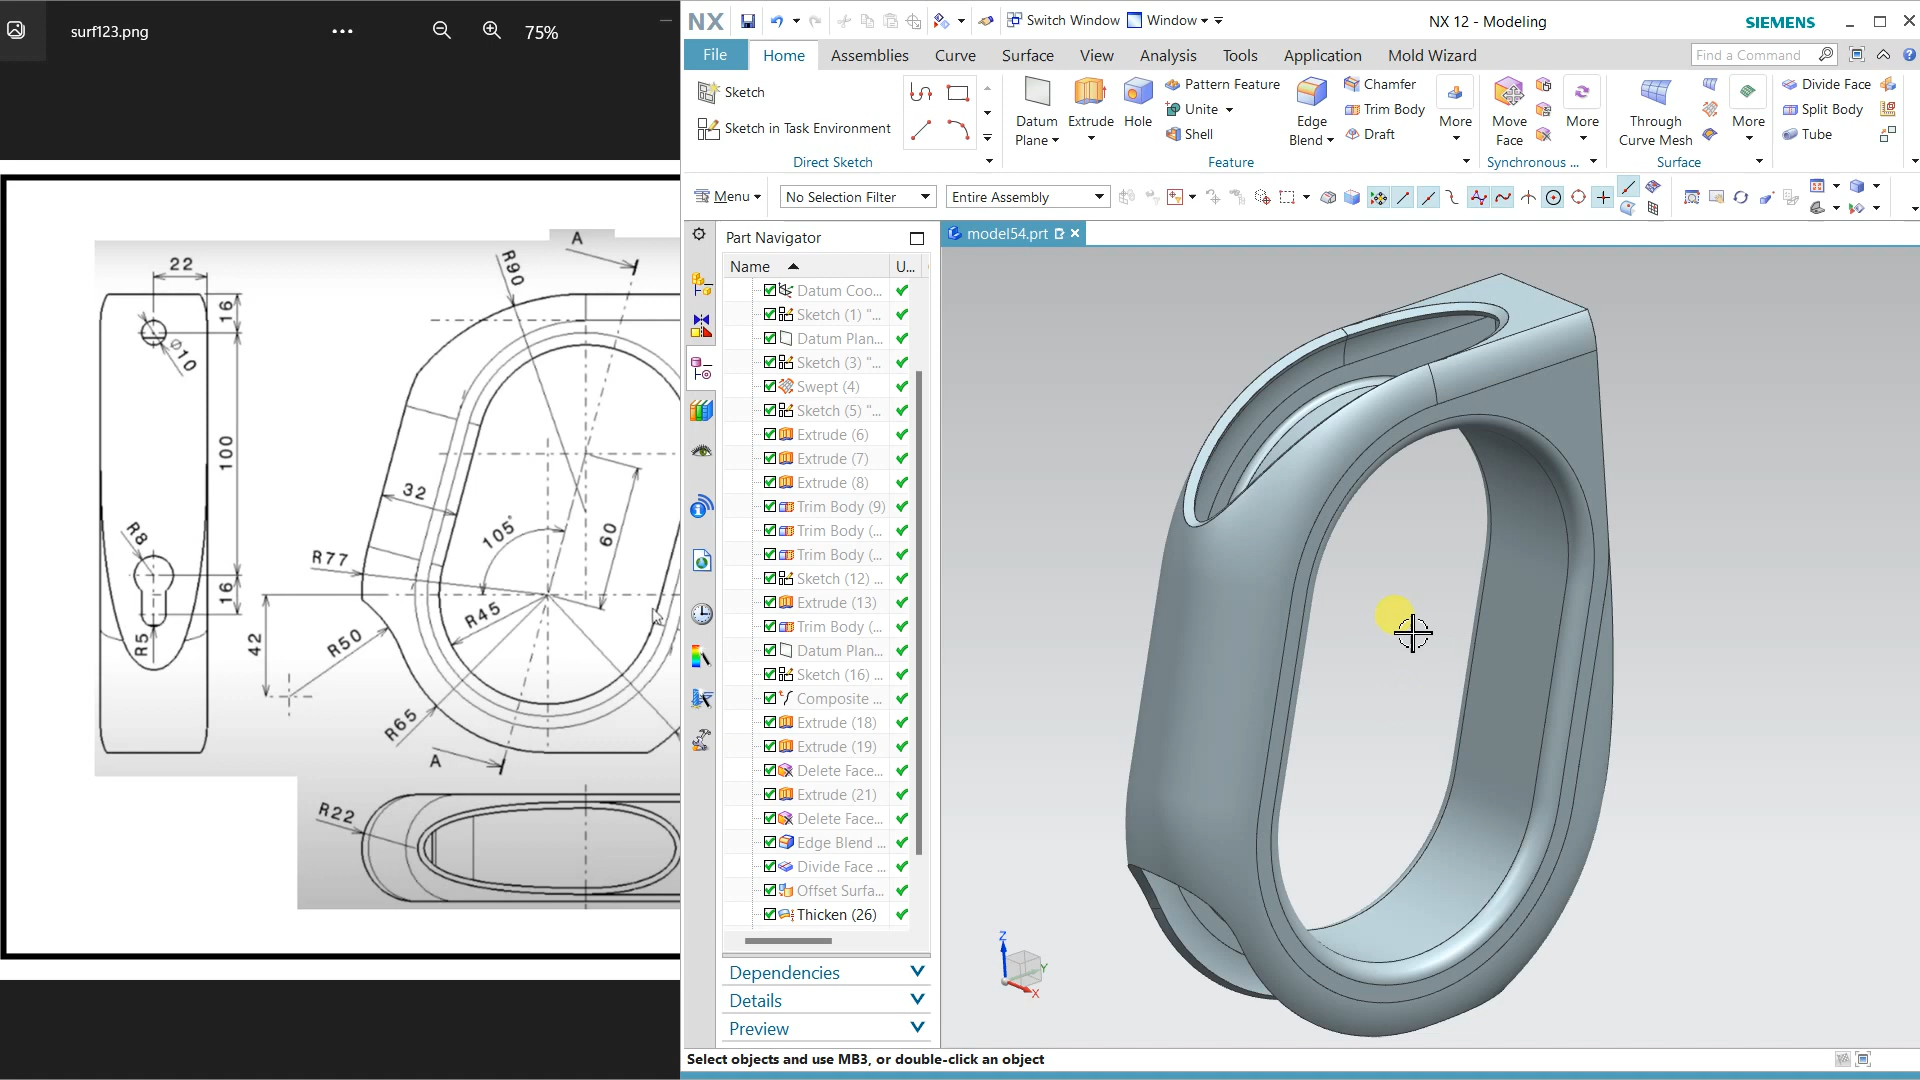 surf123.png
75%
NX
Switch Window
Window
NX 12 - Modeling
SIEMENS
File
Home
Assemblies
Curve
Surface
View
Analysis
Tools
Application
Mold Wizard
Find a Command
Sketch
Sketch in Task Environment
Direct Sketch
Datum Plane
Extrude
Hole
Pattern Feature
Unite
Shell
Edge Blend
Chamfer
Trim Body
Draft
More
Feature
Move Face
More
Synchronous ...
Through Curve Mesh
More
Surface
Divide Face
Split Body
Tube
Menu
No Selection Filter
Entire Assembly
Part Navigator
model54.prt
Name
U...
Datum Coo...
Sketch (1) "...
Datum Plan...
Sketch (3) "...
Swept (4)
Sketch (5) "...
Extrude (6)
Extrude (7)
Extrude (8)
Trim Body (9)
Trim Body (...
Trim Body (...
Sketch (12) ...
Extrude (13)
Trim Body (...
Datum Plan...
Sketch (16) ...
Composite ...
Extrude (18)
Extrude (19)
Delete Face...
Extrude (21)
Delete Face...
Edge Blend ...
Divide Face ...
Offset Surfa...
Thicken (26)
Dependencies
Details
Preview
Select objects and use MB3, or double-click an object
22
16
Ø10
100
R8
16
R5
42
A
R90
32
105°
60
R77
R45
R50
R65
A
R22
Z
Y
X